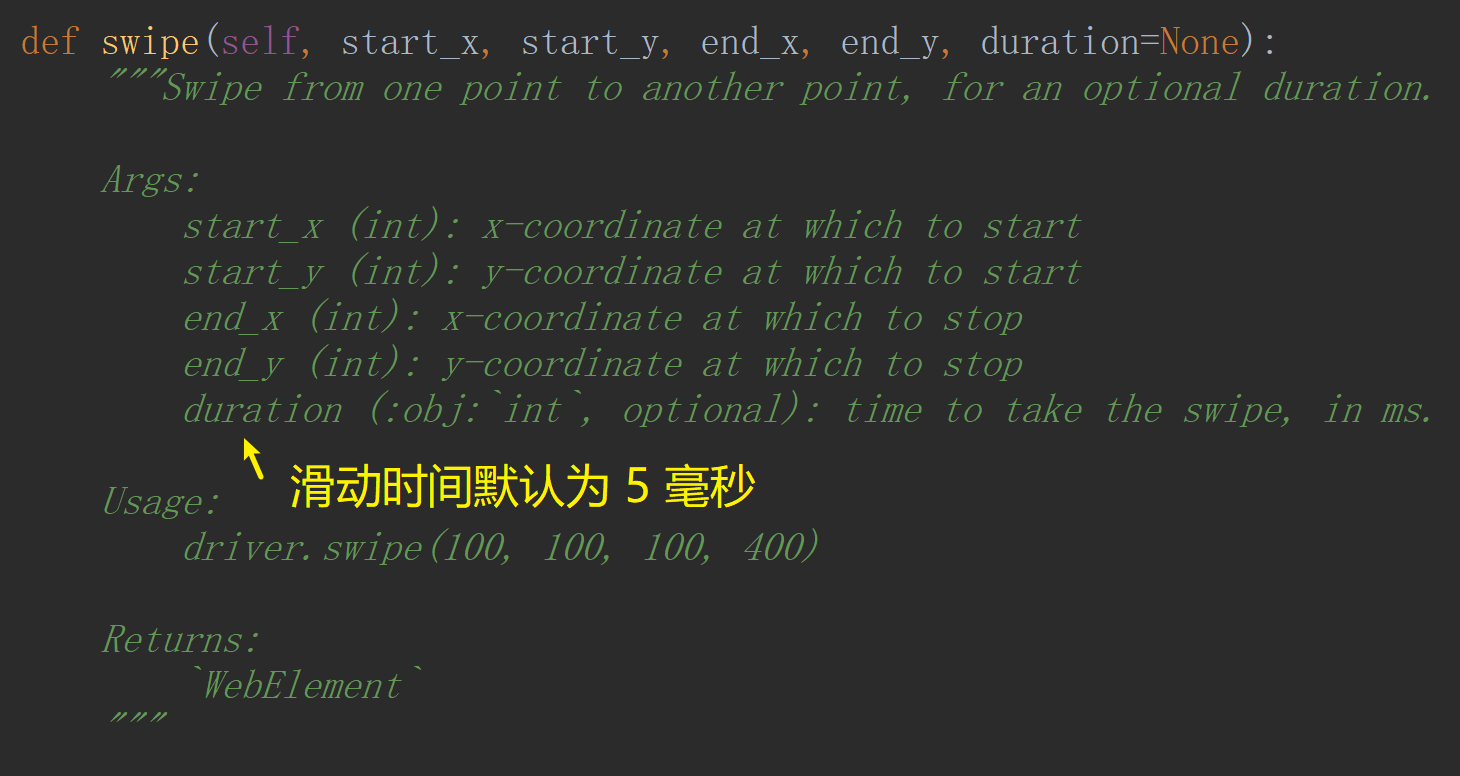 def swipe(self, start_x, start_y, end_x, end_y, duration=None):
"""Swipe from one point to another point, for an optional duration.
Args:
start_x (int): x-coordinate at which to start
start_y (int): y-coordinate at which to start
end_x (int): x-coordinate at which to stop
end_y (int): y-coordinate at which to stop
duration (:obj:`int`, optional): time to take the swipe, in ms.
滑动时间默认为 5 毫秒
Usage:
driver.swipe(100, 100, 100, 400)
Returns:
`WebElement`
"""